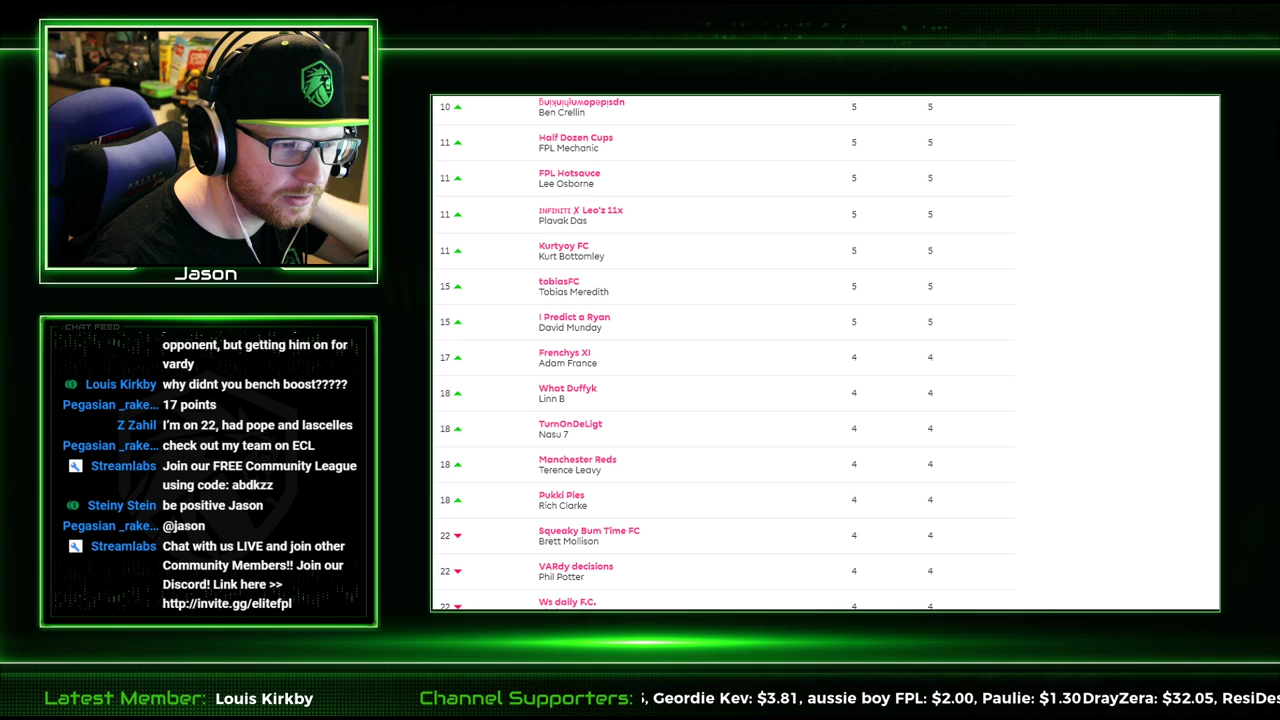 Jason
CHAT FEED
opponent, but getting him on for
vardy
Louis Kirkby why didnt you bench boost?????
Pegasian _rake... 17 points
Z Zahil I'm on 22, had pope and lascelles
Pegasian _rake... check out my team on ECL
Streamlabs Join our FREE Community League
using code: abdkzz
Steiny Stein be positive Jason
Pegasian _rake... @jason
Streamlabs Chat with us LIVE and join other
Community Members!! Join our
Discord! Link here >>
http://invite.gg/elitefpl
10 5 5
Ben Crellin
Half Dozen Cups
11 5 5
FPL Mechanic
FPL Hotsauce
11 5 5
Lee Osborne
ɪɴꜰɪɴɪᴛɪ ✗ Leo'z 11x
11 5 5
Plavak Das
Kurtyoy FC
11 5 5
Kurt Bottomley
tobiasFC
15 5 5
Tobias Meredith
I Predict a Ryan
15 5 5
David Munday
Frenchys XI
17 4 4
Adam France
What Duffyk
18 4 4
Linn B
TurnOnDeLigt
18 4 4
Nasu 7
Manchester Reds
18 4 4
Terence Leavy
Pukki Pies
18 4 4
Rich Clarke
Squeaky Bum Time FC
22 4 4
Brett Mollison
VARdy decisions
22 4 4
Phil Potter
Ws daily F.C.
22 4 4
Latest Member: Louis Kirkby
Channel Supporters: , Geordie Kev: $3.81, aussie boy FPL: $2.00, Paulie: $1.30DrayZera: $32.05, ResiDes